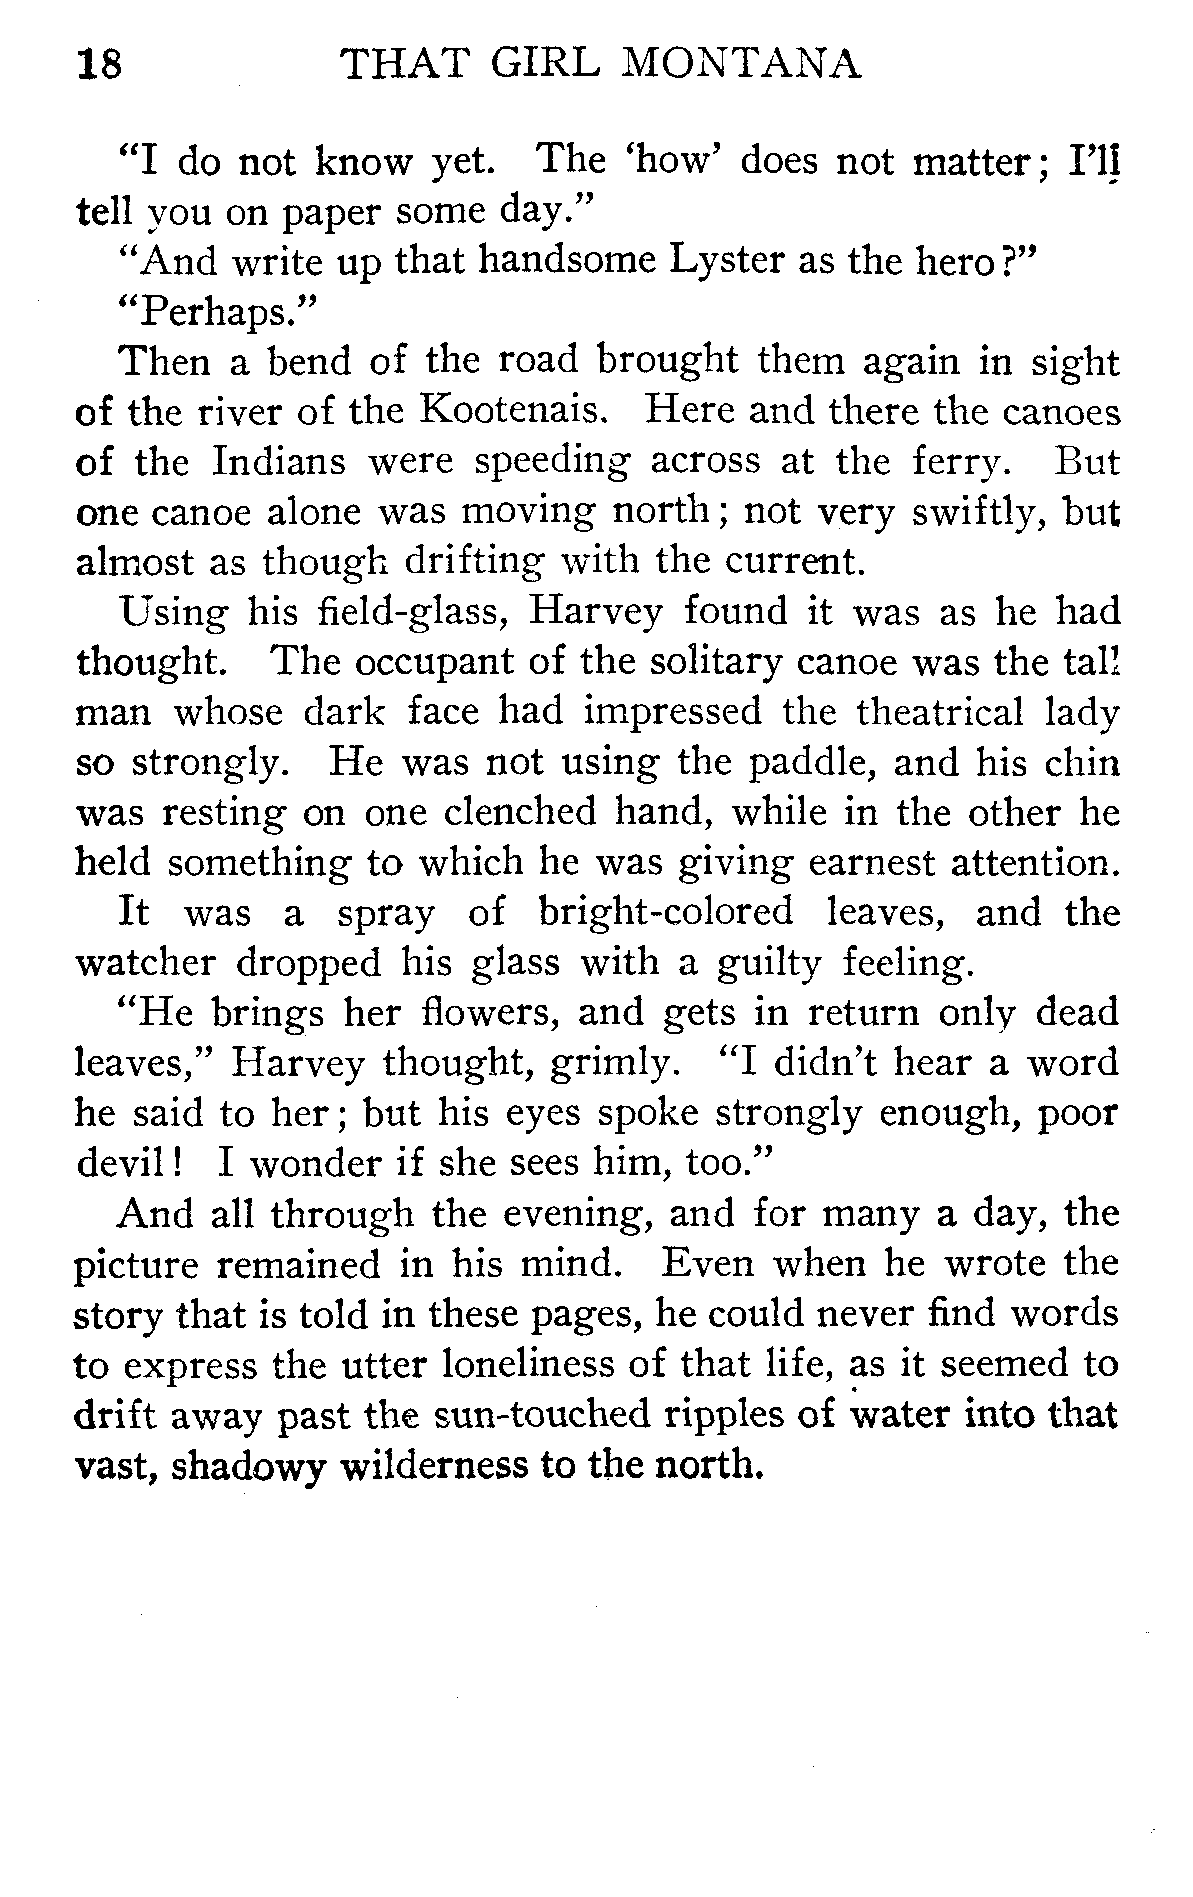 18 THAT GIRL MONTANA
“I do not know yet. The ‘how’ does not matter; I’ll
tell you on paper some day.”
“And write up that handsome Lyster as the hero?”
“Perhaps.”
Then a bend of the road brought them again in sight
of the river of the Kootenais. Here and there the canoes
of the Indians were speeding across at the ferry. But
one canoe alone was moving north; not very swiftly, but
almost as though drifting with the current.
Using his field-glass, Harvey found it was as he had
thought. The occupant of the solitary canoe was the tall
man whose dark face had impressed the theatrical lady
so strongly. He was not using the paddle, and his chin
was resting on one clenched hand, while in the other he
held something to which he was giving earnest attention.
It was a spray of bright-colored leaves, and the
watcher dropped his glass with a guilty feeling.
“He brings her flowers, and gets in return only dead
leaves,” Harvey thought, grimly. “I didn’t hear a word
he said to her; but his eyes spoke strongly enough, poor
devil! I wonder if she sees him, too.”
And all through the evening, and for many a day, the
picture remained in his mind. Even when he wrote the
story that is told in these pages, he could never find words
to express the utter loneliness of that life, as it seemed to
drift away past the sun-touched ripples of water into that
vast, shadowy wilderness to the north.